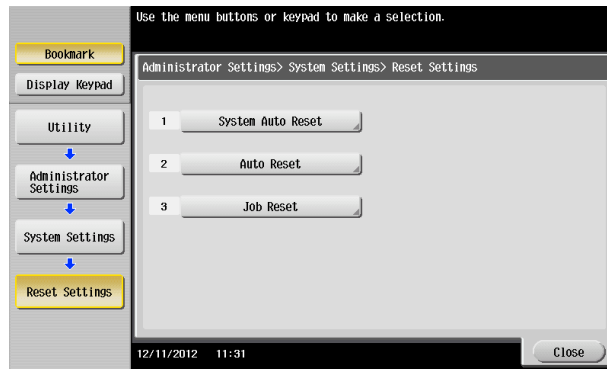 Use the menu buttons or keypad to make a selection.
Bookmark
Display Keypad
Utility
Administrator
Settings
System Settings
Reset Settings
Administrator Settings> System Settings> Reset Settings
1 System Auto Reset
2 Auto Reset
3 Job Reset
12/11/2012 11:31
Close